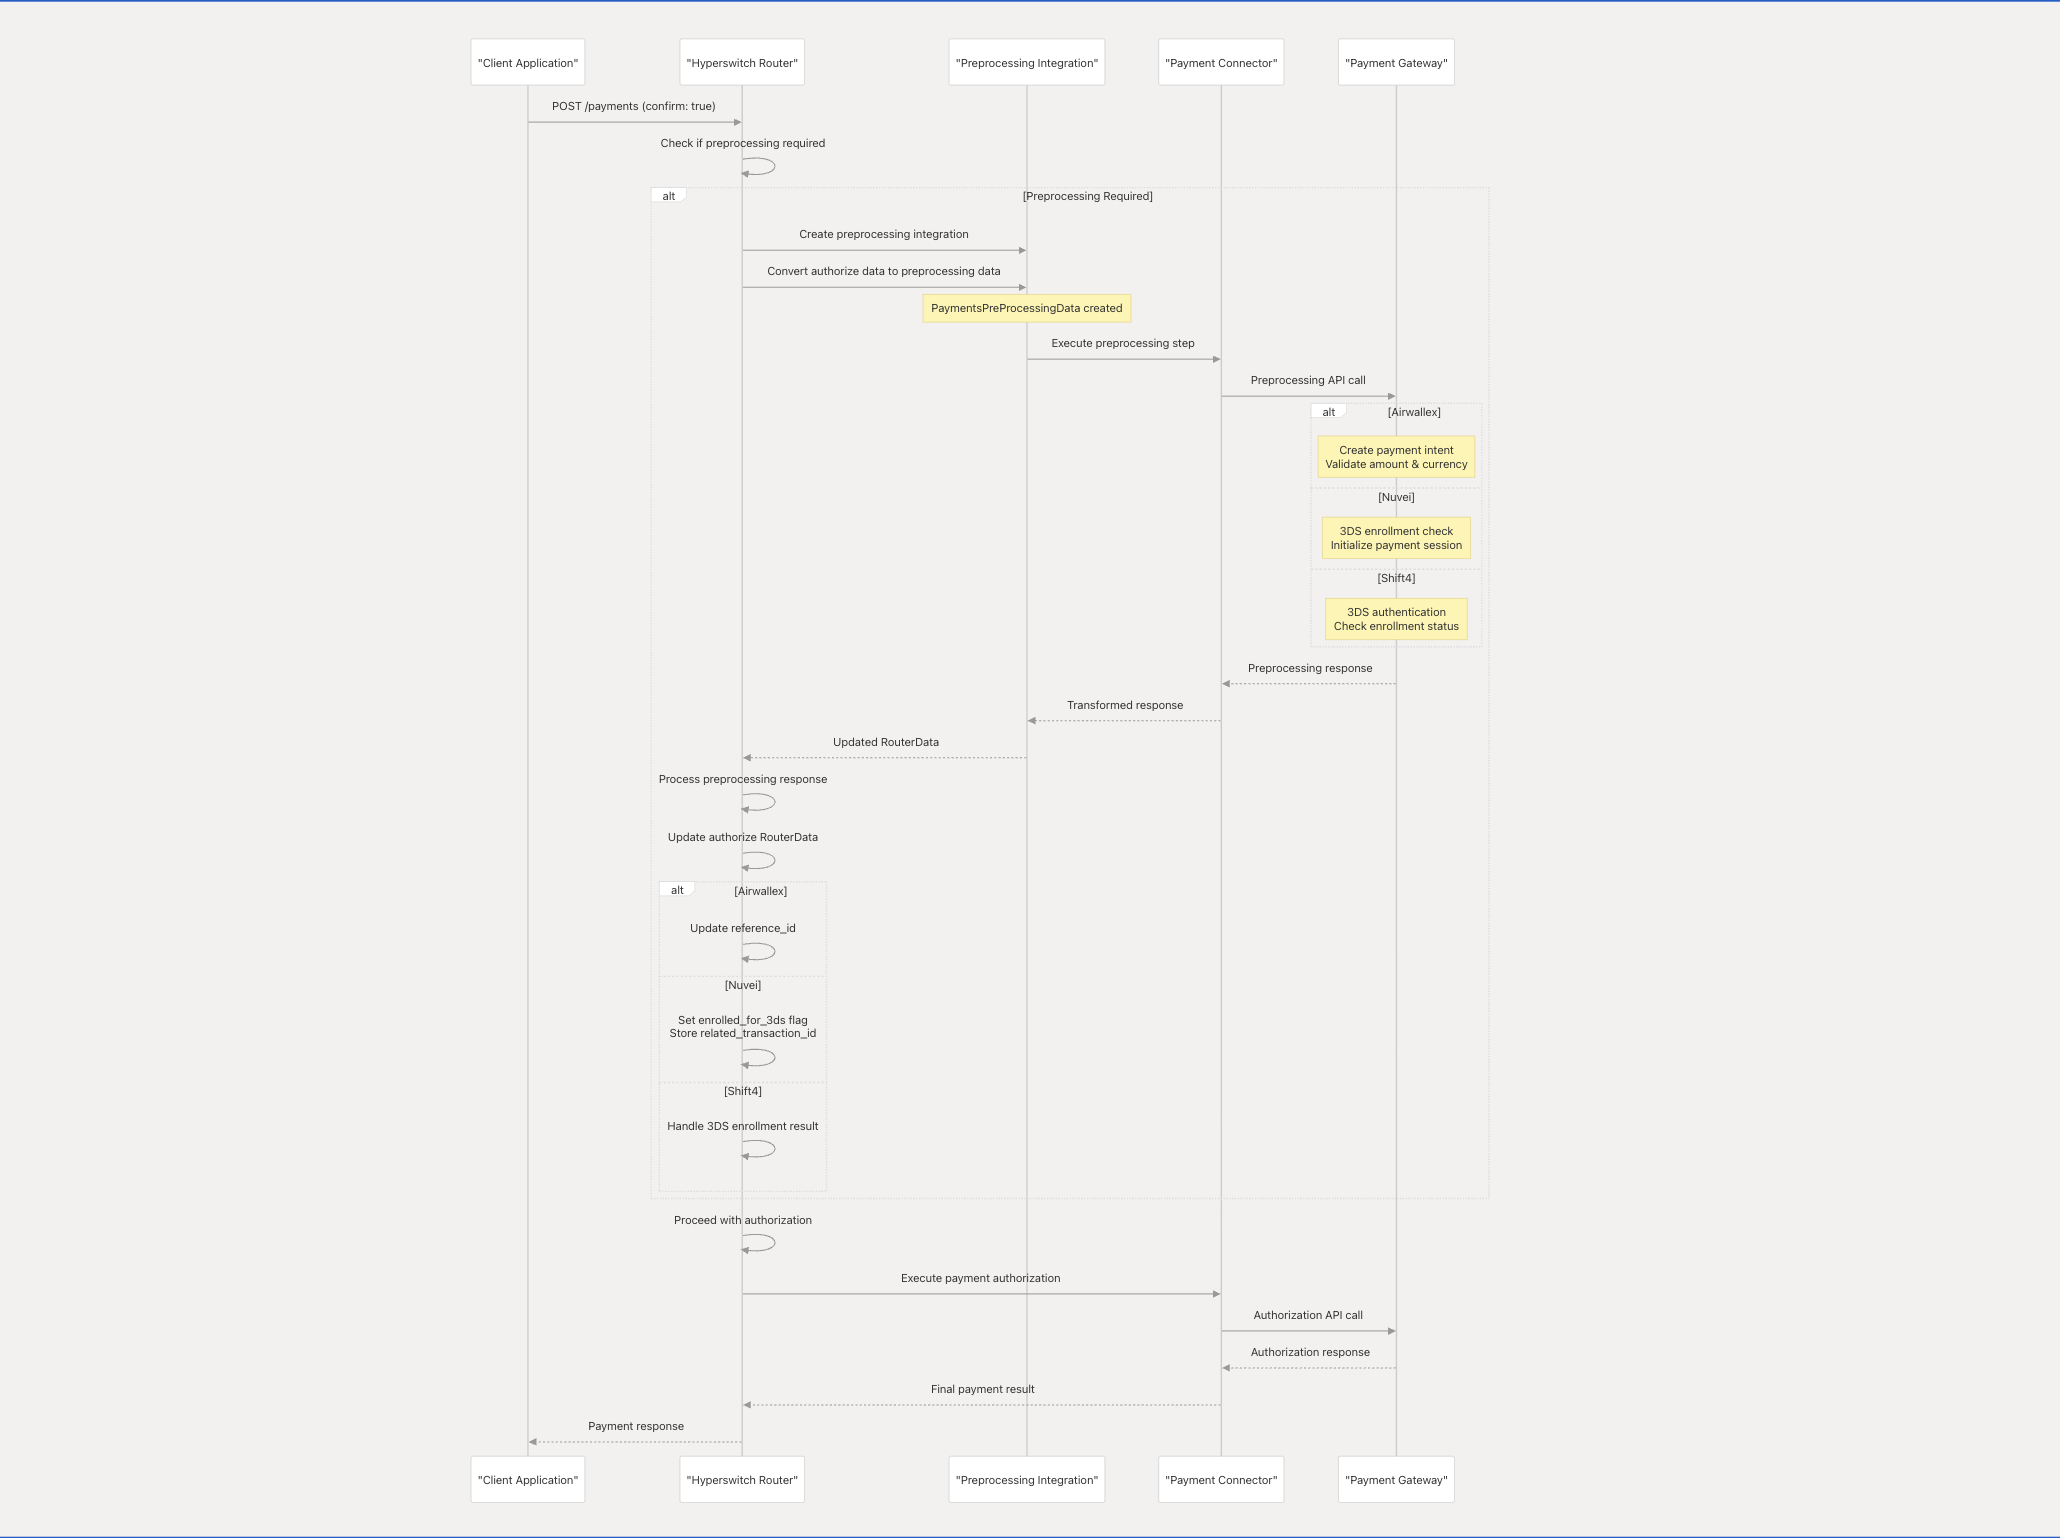 "Client Application"
"Hyperswitch Router"
"Preprocessing Integration"
"Payment Connector"
"Payment Gateway"
POST /payments (confirm: true)
Check if preprocessing required
alt
[Preprocessing Required]
Create preprocessing integration
Convert authorize data to preprocessing data
PaymentsPreProcessingData created
Execute preprocessing step
Preprocessing API call
alt
[Airwallex]
Create payment intent
Validate amount & currency
[Nuvei]
3DS enrollment check
Initialize payment session
[Shift4]
3DS authentication
Check enrollment status
Preprocessing response
Transformed response
Updated RouterData
Process preprocessing response
Update authorize RouterData
alt
[Airwallex]
Update reference_id
[Nuvei]
Set enrolled_for_3ds flag
Store related_transaction_id
[Shift4]
Handle 3DS enrollment result
Proceed with authorization
Execute payment authorization
Authorization API call
Authorization response
Final payment result
Payment response
"Client Application"
"Hyperswitch Router"
"Preprocessing Integration"
"Payment Connector"
"Payment Gateway"